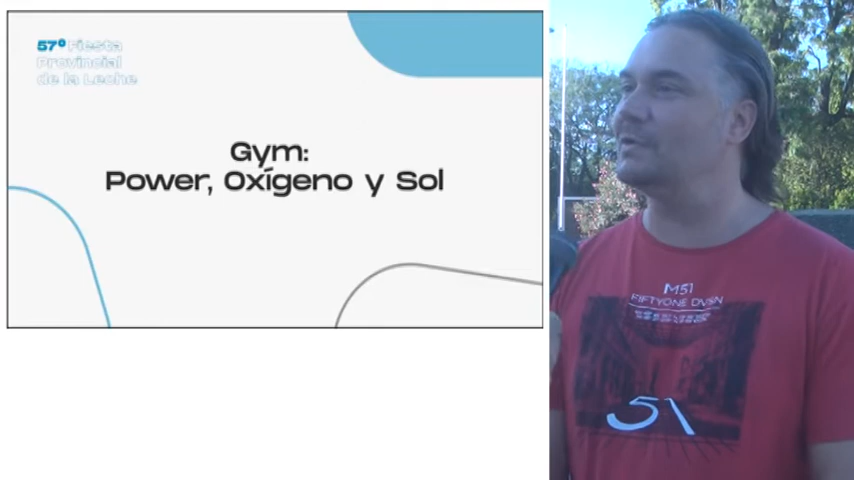 57º Fiesta
Provincial
de la Leche
Gym:
Power, Oxígeno y Sol
M51
FIFTYONE DVSN
51